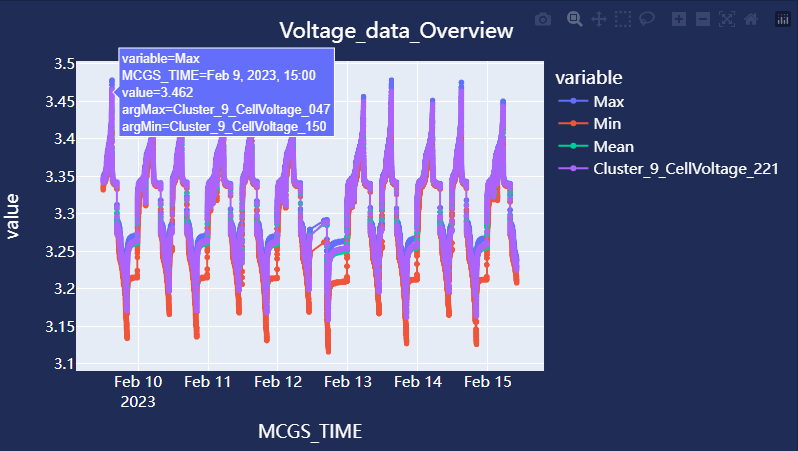 Voltage_data_Overview
variable=Max
MCGS_TIME=Feb 9, 2023, 15:00
value=3.462
argMax=Cluster_9_CellVoltage_047
argMin=Cluster_9_CellVoltage_150
variable
Max
Min
Mean
Cluster_9_CellVoltage_221
value
3.5
3.45
3.4
3.35
3.3
3.25
3.2
3.15
3.1
Feb 10 Feb 11 Feb 12 Feb 13 Feb 14 Feb 15
2023
MCGS_TIME